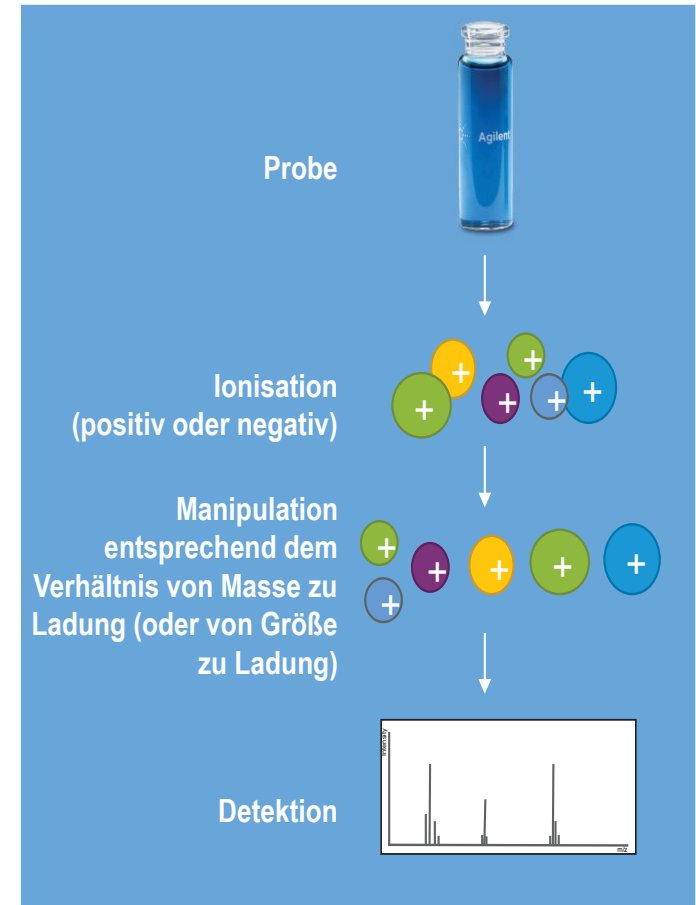 Agilent
Probe
Ionisation
(positiv oder negativ)
+ + + + + +
Manipulation
entsprechend dem
Verhältnis von Masse zu
Ladung (oder von Größe
zu Ladung)
+ + + + + +
Detektion
Intensity
m/z